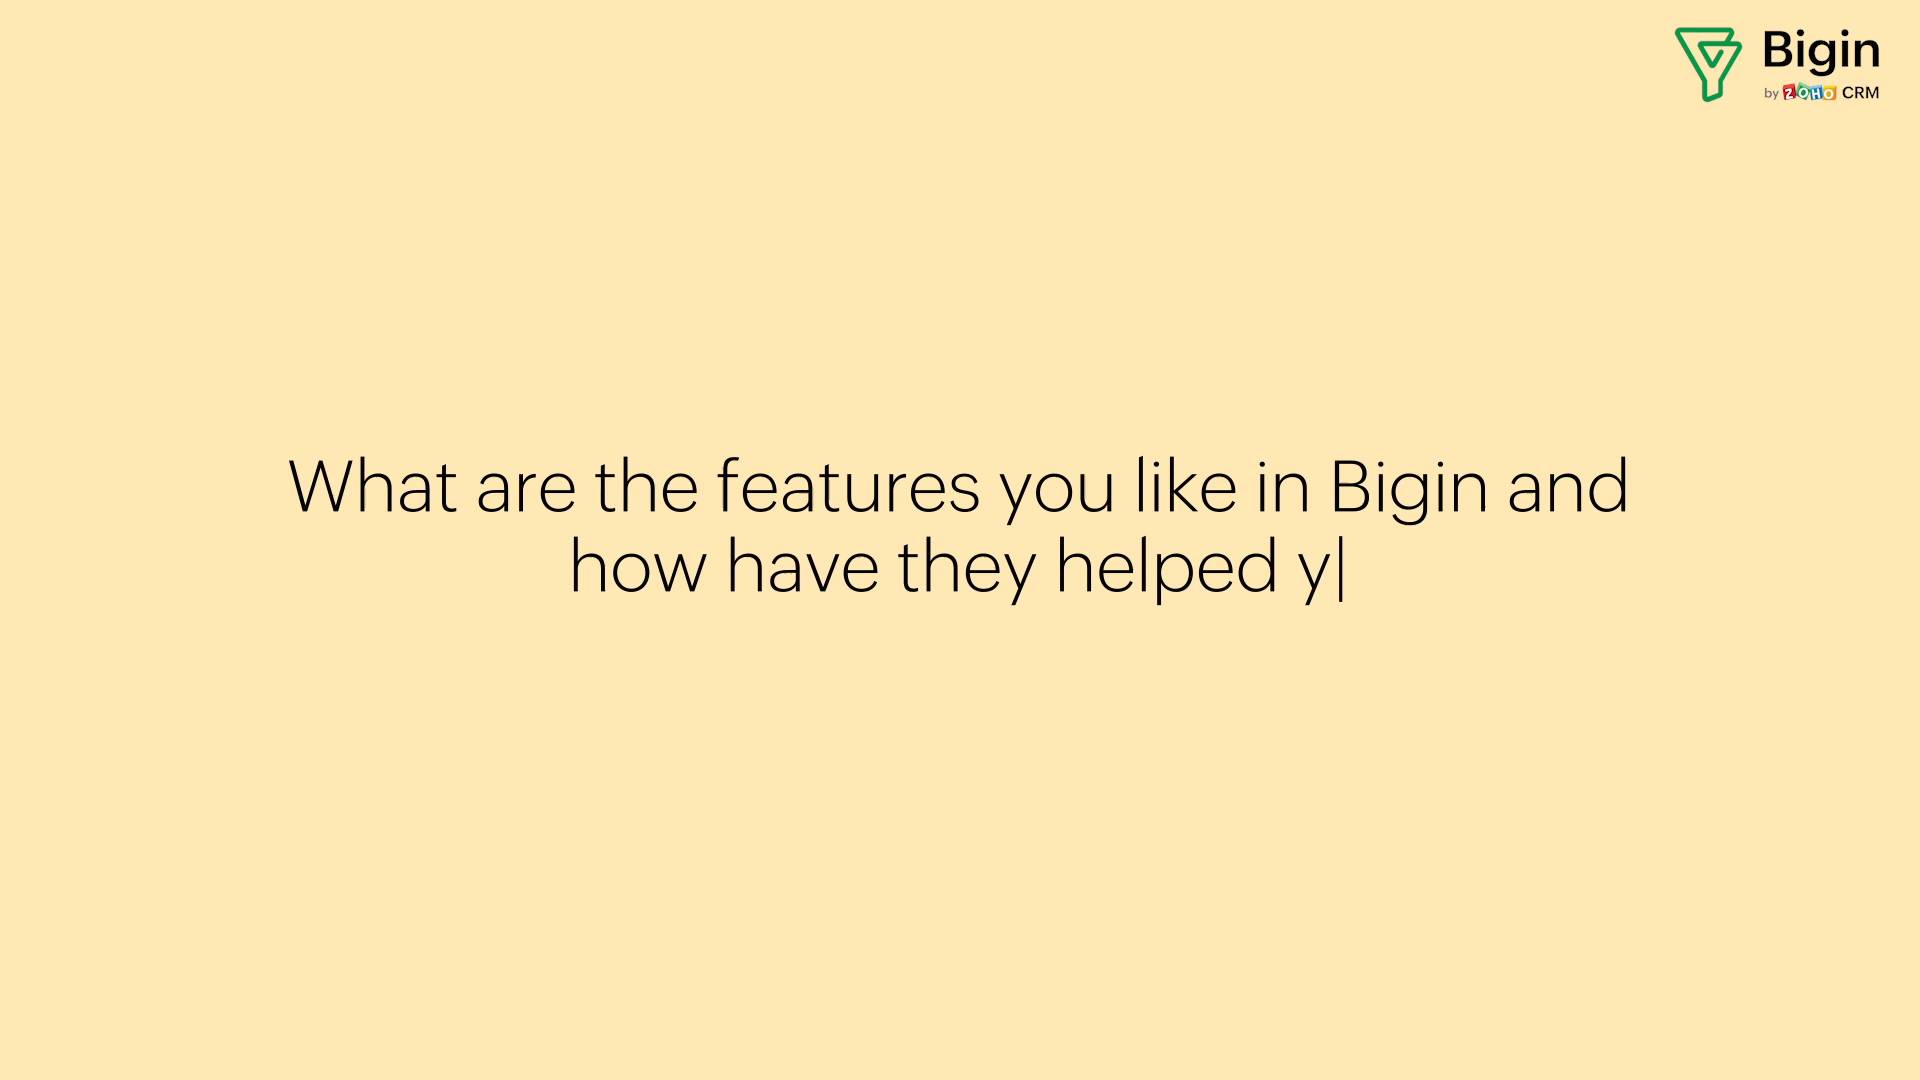 Bigin
by ZOHO CRM
What are the features you like in Bigin and
how have they helped y|